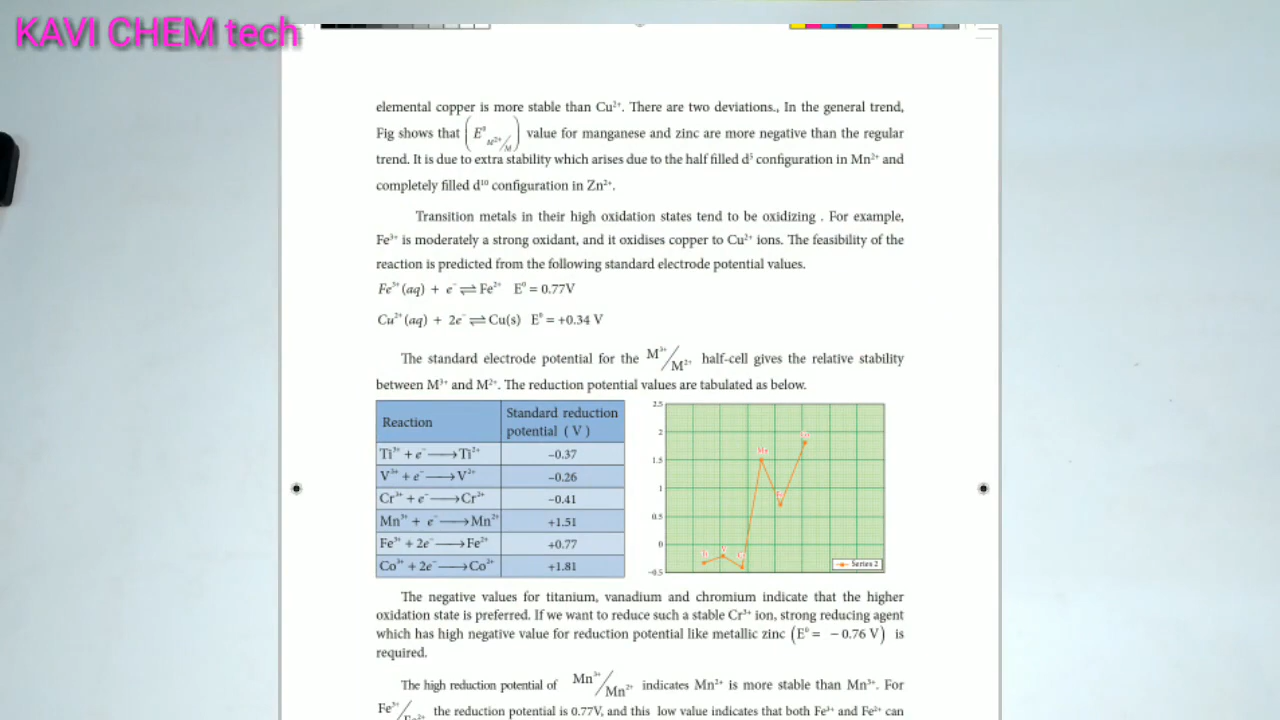 KAVI CHEM tech
elemental copper is more stable than Cu²⁺. There are two deviations., In the general trend,
Fig shows that (E⁰ M²⁺/M) value for manganese and zinc are more negative than the regular
trend. It is due to extra stability which arises due to the half filled d⁵ configuration in Mn²⁺ and
completely filled d¹⁰ configuration in Zn²⁺.
Transition metals in their high oxidation states tend to be oxidizing . For example,
Fe³⁺ is moderately a strong oxidant, and it oxidises copper to Cu²⁺ ions. The feasibility of the
reaction is predicted from the following standard electrode potential values.
Fe³⁺(aq) + e⁻ ⇌ Fe²⁺ E⁰ = 0.77V
Cu²⁺(aq) + 2e⁻ ⇌ Cu(s) E⁰ = +0.34 V
The standard electrode potential for the M³⁺/M²⁺ half-cell gives the relative stability
between M³⁺ and M²⁺. The reduction potential values are tabulated as below.
Reaction Standard reduction
potential ( V )
Ti³⁺ + e⁻ ⟶ Ti²⁺ -0.37
V³⁺ + e⁻ ⟶ V²⁺ -0.26
Cr³⁺ + e⁻ ⟶ Cr²⁺ -0.41
Mn³⁺ + e⁻ ⟶ Mn²⁺ +1.51
Fe³⁺ + 2e⁻ ⟶ Fe²⁺ +0.77
Co³⁺ + 2e⁻ ⟶ Co²⁺ +1.81
2.5
2
1.5
1
0.5
0
-0.5
Mn
Series 2
The negative values for titanium, vanadium and chromium indicate that the higher
oxidation state is preferred. If we want to reduce such a stable Cr³⁺ ion, strong reducing agent
which has high negative value for reduction potential like metallic zinc (E⁰ = − 0.76 V) is
required.
The high reduction potential of Mn³⁺/Mn²⁺ indicates Mn²⁺ is more stable than Mn³⁺. For
Fe³⁺/Fe²⁺ the reduction potential is 0.77V, and this low value indicates that both Fe³⁺ and Fe²⁺ can